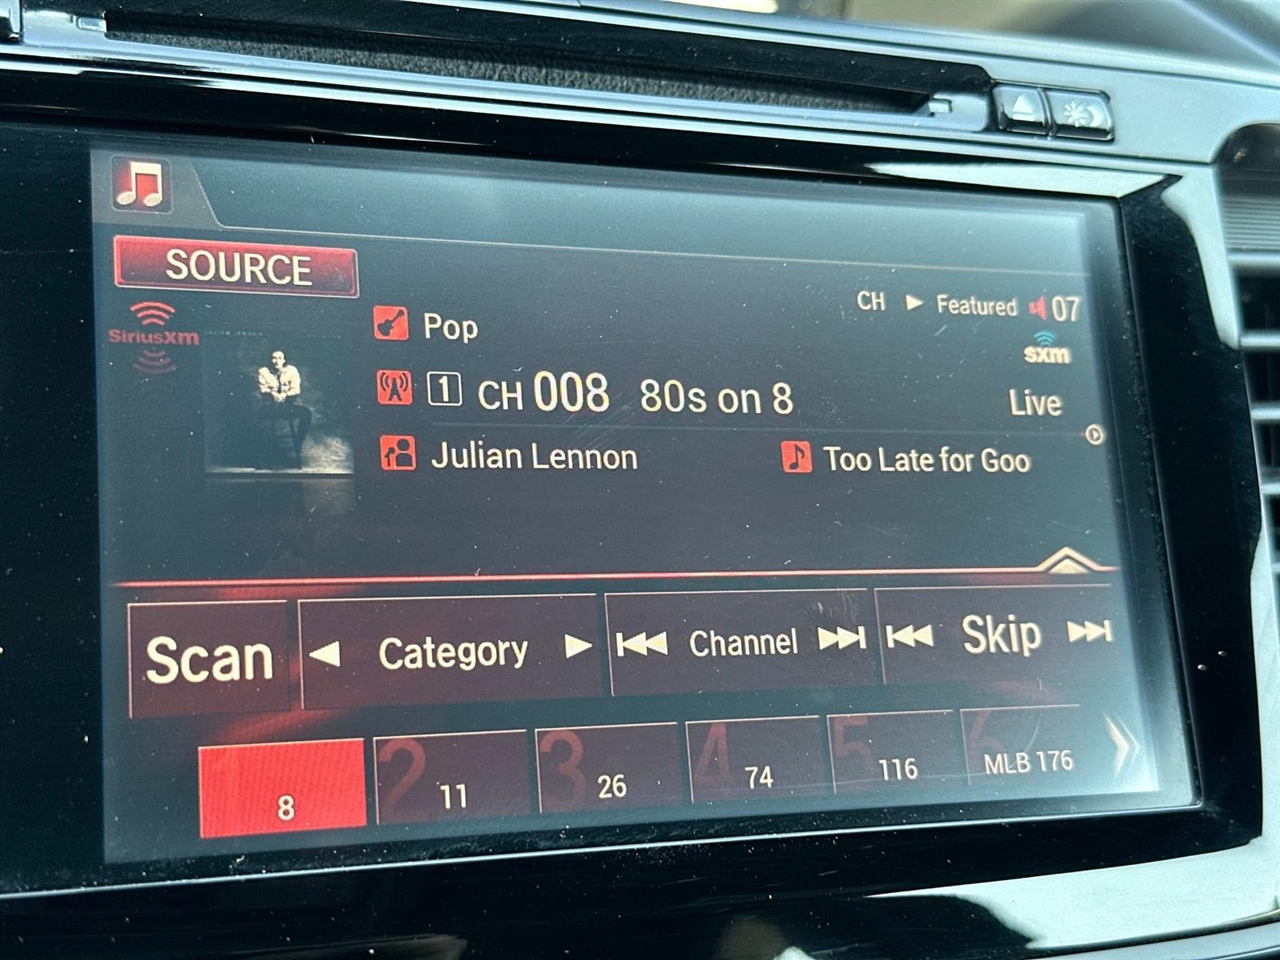 SOURCE
SiriusXM
Pop
CH ▶ Featured 07
sxm
1 CH 008 80s on 8
Live
Julian Lennon
Too Late for Goo
Scan
Category
Channel
Skip
8
2 11
3 26
4 74
5 116
6 MLB 176